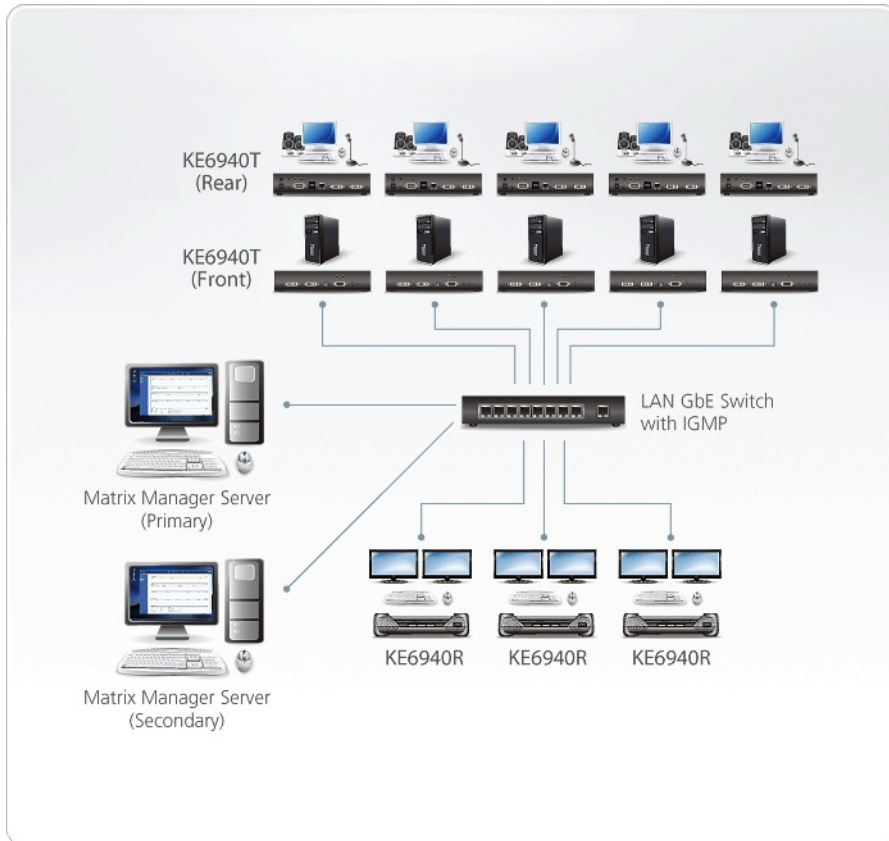 KE6940T
(Rear)
KE6940T
(Front)
LAN GbE Switch
with IGMP
Matrix Manager Server
(Primary)
KE6940R
KE6940R
KE6940R
Matrix Manager Server
(Secondary)